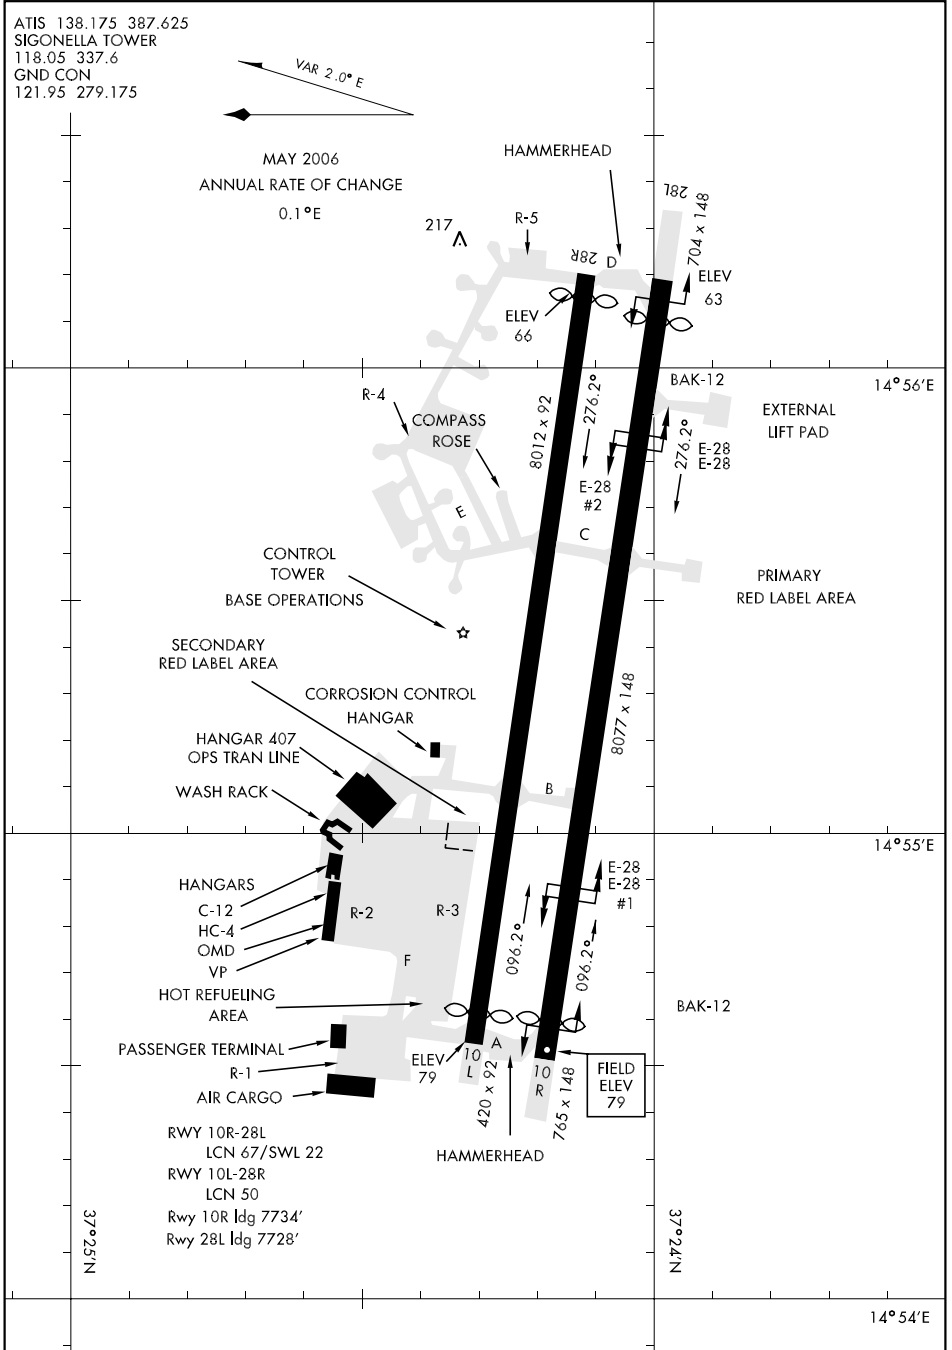 ATIS 138.175 387.625
SIGONELLA TOWER
118.05 337.6
GND CON
121.95 279.175
VAR 2.0° E
MAY 2006
ANNUAL RATE OF CHANGE
0.1°E
HAMMERHEAD
217
R-5
28R
D
28L
704 x 148
ELEV
63
ELEV
66
14°56'E
BAK-12
EXTERNAL
LIFT PAD
R-4
COMPASS
ROSE
8012 x 92
276.2°
276.2°
E-28
E-28
E-28
#2
E
C
CONTROL
TOWER
BASE OPERATIONS
PRIMARY
RED LABEL AREA
SECONDARY
RED LABEL AREA
CORROSION CONTROL
HANGAR
8077 x 148
HANGAR 407
OPS TRAN LINE
WASH RACK
B
14°55'E
E-28
E-28
#1
HANGARS
C-12
HC-4
OMD
VP
R-2
R-3
F
096.2°
096.2°
HOT REFUELING
AREA
BAK-12
PASSENGER TERMINAL
R-1
AIR CARGO
ELEV
79
10
L
A
420 x 92
10
R
765 x 148
FIELD
ELEV
79
HAMMERHEAD
RWY 10R-28L
LCN 67/SWL 22
RWY 10L-28R
LCN 50
Rwy 10R ldg 7734'
Rwy 28L ldg 7728'
37°25'N
37°24'N
14°54'E